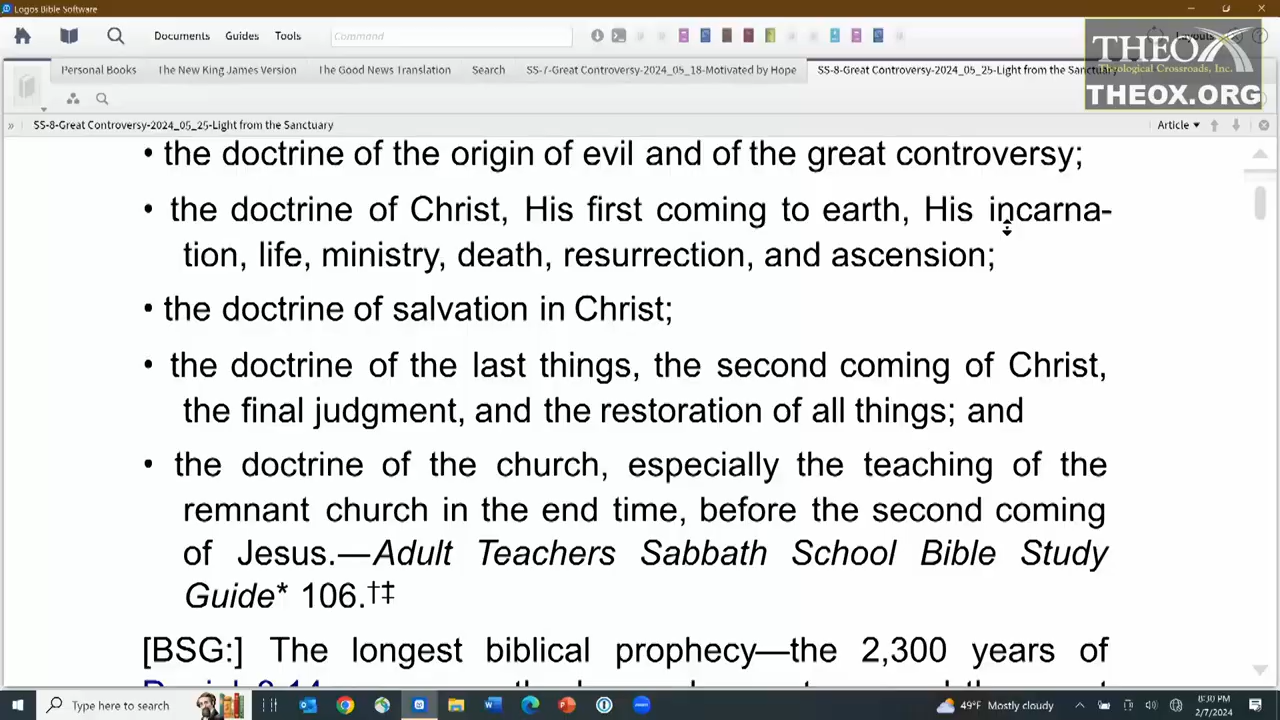 Logos Bible Software
Documents Guides Tools Command
THEOX
Theological Crossroads, Inc.
THEOX.ORG
Personal Books The New King James Version The Good News SS-7-Great Controversy-2024_05_18-Motivated by Hope SS-8-Great Controversy-2024_05_25-Light from the Sanctuary
SS-8-Great Controversy-2024_05_25-Light from the Sanctuary Article
• the doctrine of the origin of evil and of the great controversy;
• the doctrine of Christ, His first coming to earth, His incarna-
tion, life, ministry, death, resurrection, and ascension;
• the doctrine of salvation in Christ;
• the doctrine of the last things, the second coming of Christ,
the final judgment, and the restoration of all things; and
• the doctrine of the church, especially the teaching of the
remnant church in the end time, before the second coming
of Jesus.—Adult Teachers Sabbath School Bible Study
Guide* 106.†‡
[BSG:] The longest biblical prophecy—the 2,300 years of
Type here to search 49°F Mostly cloudy 8:30 PM
2/7/2024